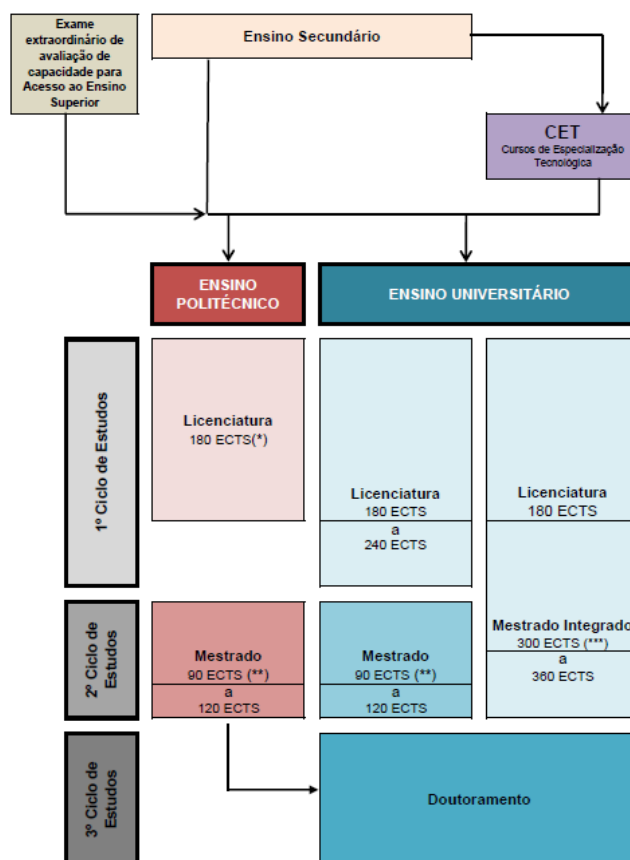 Exame
extraordinário de
avaliação de
capacidade para
Acesso ao Ensino
Superior
Ensino Secundário
CET
Cursos de Especialização
Tecnológica
ENSINO
POLITÉCNICO
ENSINO UNIVERSITÁRIO
1º Ciclo de Estudos
Licenciatura
180 ECTS(*)
Licenciatura
180 ECTS
a
240 ECTS
Licenciatura
180 ECTS
2º Ciclo de
Estudos
Mestrado
90 ECTS (**)
a
120 ECTS
Mestrado
90 ECTS (**)
a
120 ECTS
Mestrado Integrado
300 ECTS (***)
a
360 ECTS
3º Ciclo de
Estudos
Doutoramento